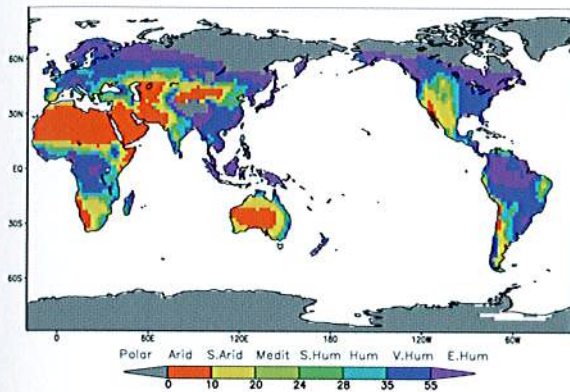 60N
30N
EQ
30S
60S
0 60E 120E 180 120W 60W
Polar Arid S.Arid Medit S.Hum Hum V.Hum E.Hum
0 10 20 24 28 35 55